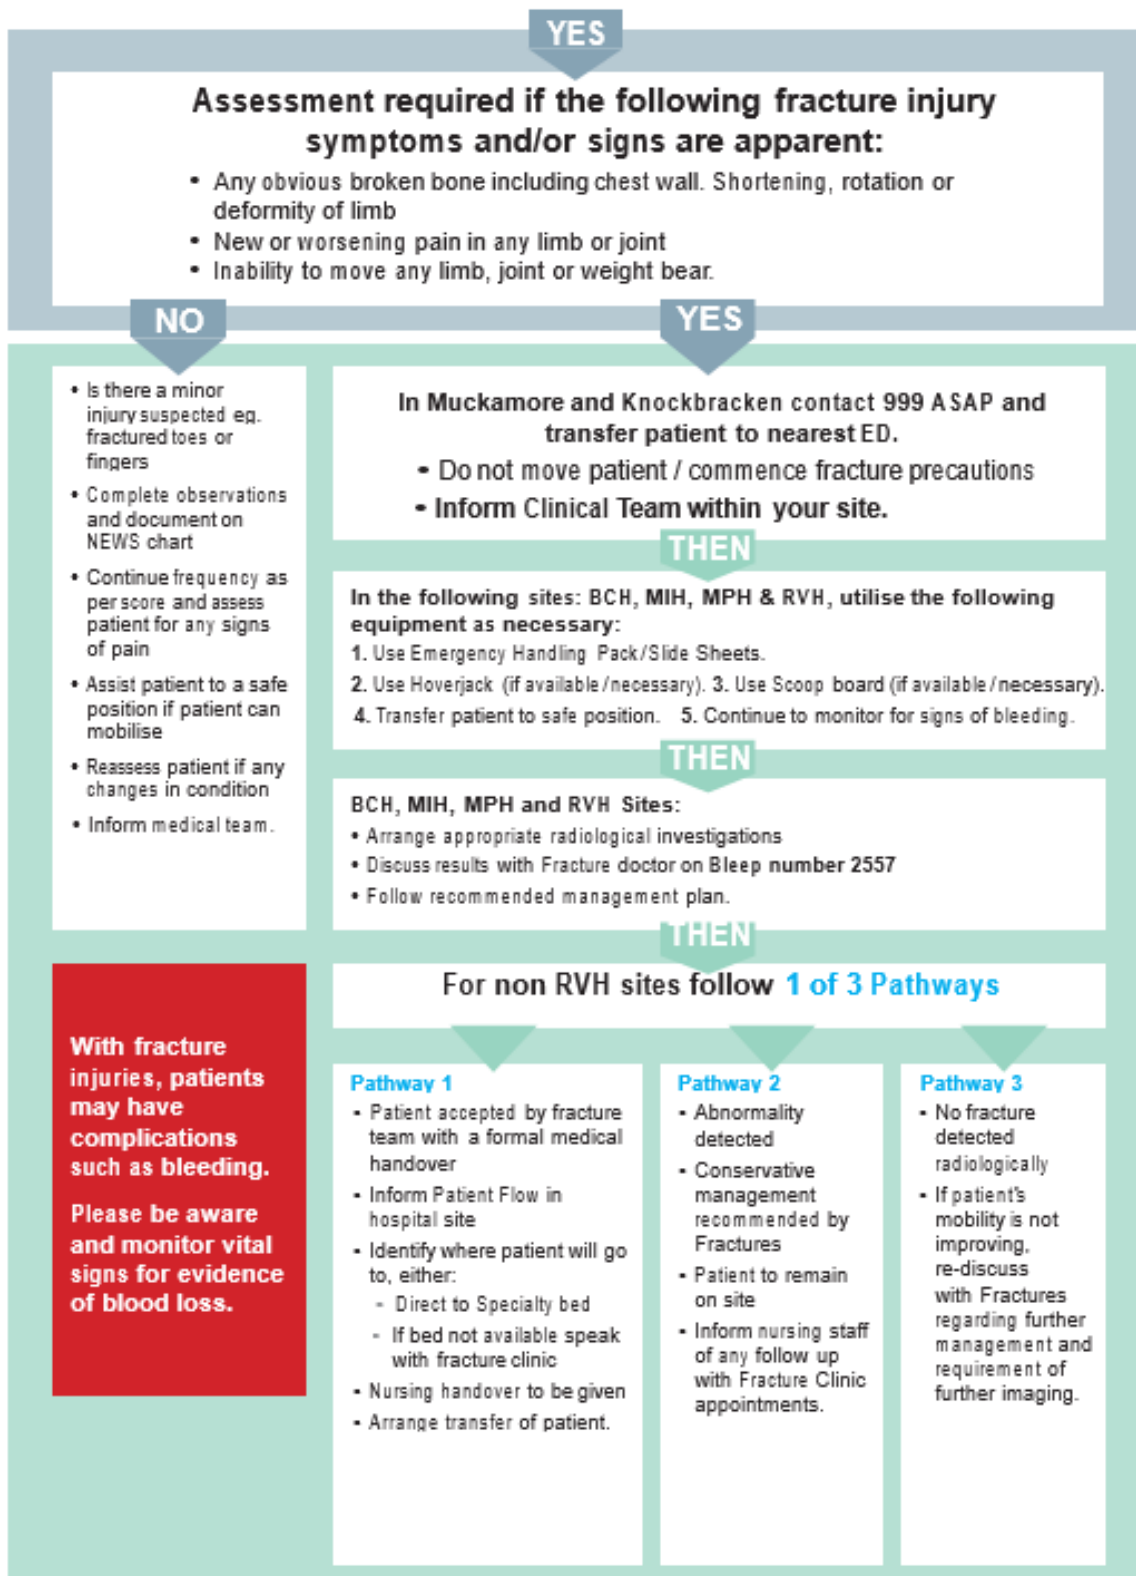 YES
Assessment required if the following fracture injury
symptoms and/or signs are apparent:
• Any obvious broken bone including chest wall. Shortening, rotation or
deformity of limb
• New or worsening pain in any limb or joint
• Inability to move any limb, joint or weight bear.
NO
• Is there a minor
injury suspected eg.
fractured toes or
fingers
• Complete observations
and document on
NEWS chart
• Continue frequency as
per score and assess
patient for any signs
of pain
• Assist patient to a safe
position if patient can
mobilise
• Reassess patient if any
changes in condition
• Inform medical team.
YES
In Muckamore and Knockbracken contact 999 ASAP and
transfer patient to nearest ED.
• Do not move patient / commence fracture precautions
• Inform Clinical Team within your site.
THEN
In the following sites: BCH, MIH, MPH & RVH, utilise the following
equipment as necessary:
1. Use Emergency Handling Pack/Slide Sheets.
2. Use Hoverjack (if available/necessary). 3. Use Scoop board (if available/necessary).
4. Transfer patient to safe position. 5. Continue to monitor for signs of bleeding.
THEN
BCH, MIH, MPH and RVH Sites:
• Arrange appropriate radiological investigations
• Discuss results with Fracture doctor on Bleep number 2557
• Follow recommended management plan.
THEN
For non RVH sites follow 1 of 3 Pathways
With fracture
injuries, patients
may have
complications
such as bleeding.
Please be aware
and monitor vital
signs for evidence
of blood loss.
Pathway 1
- Patient accepted by fracture
team with a formal medical
handover
- Inform Patient Flow in
hospital site
- Identify where patient will go
to, either:
- Direct to Specialty bed
- If bed not available speak
with fracture clinic
- Nursing handover to be given
- Arrange transfer of patient.
Pathway 2
- Abnormality
detected
- Conservative
management
recommended by
Fractures
- Patient to remain
on site
- Inform nursing staff
of any follow up
with Fracture Clinic
appointments.
Pathway 3
- No fracture
detected
radiologically
- If patient's
mobility is not
improving,
re-discuss
with Fractures
regarding further
management and
requirement of
further imaging.